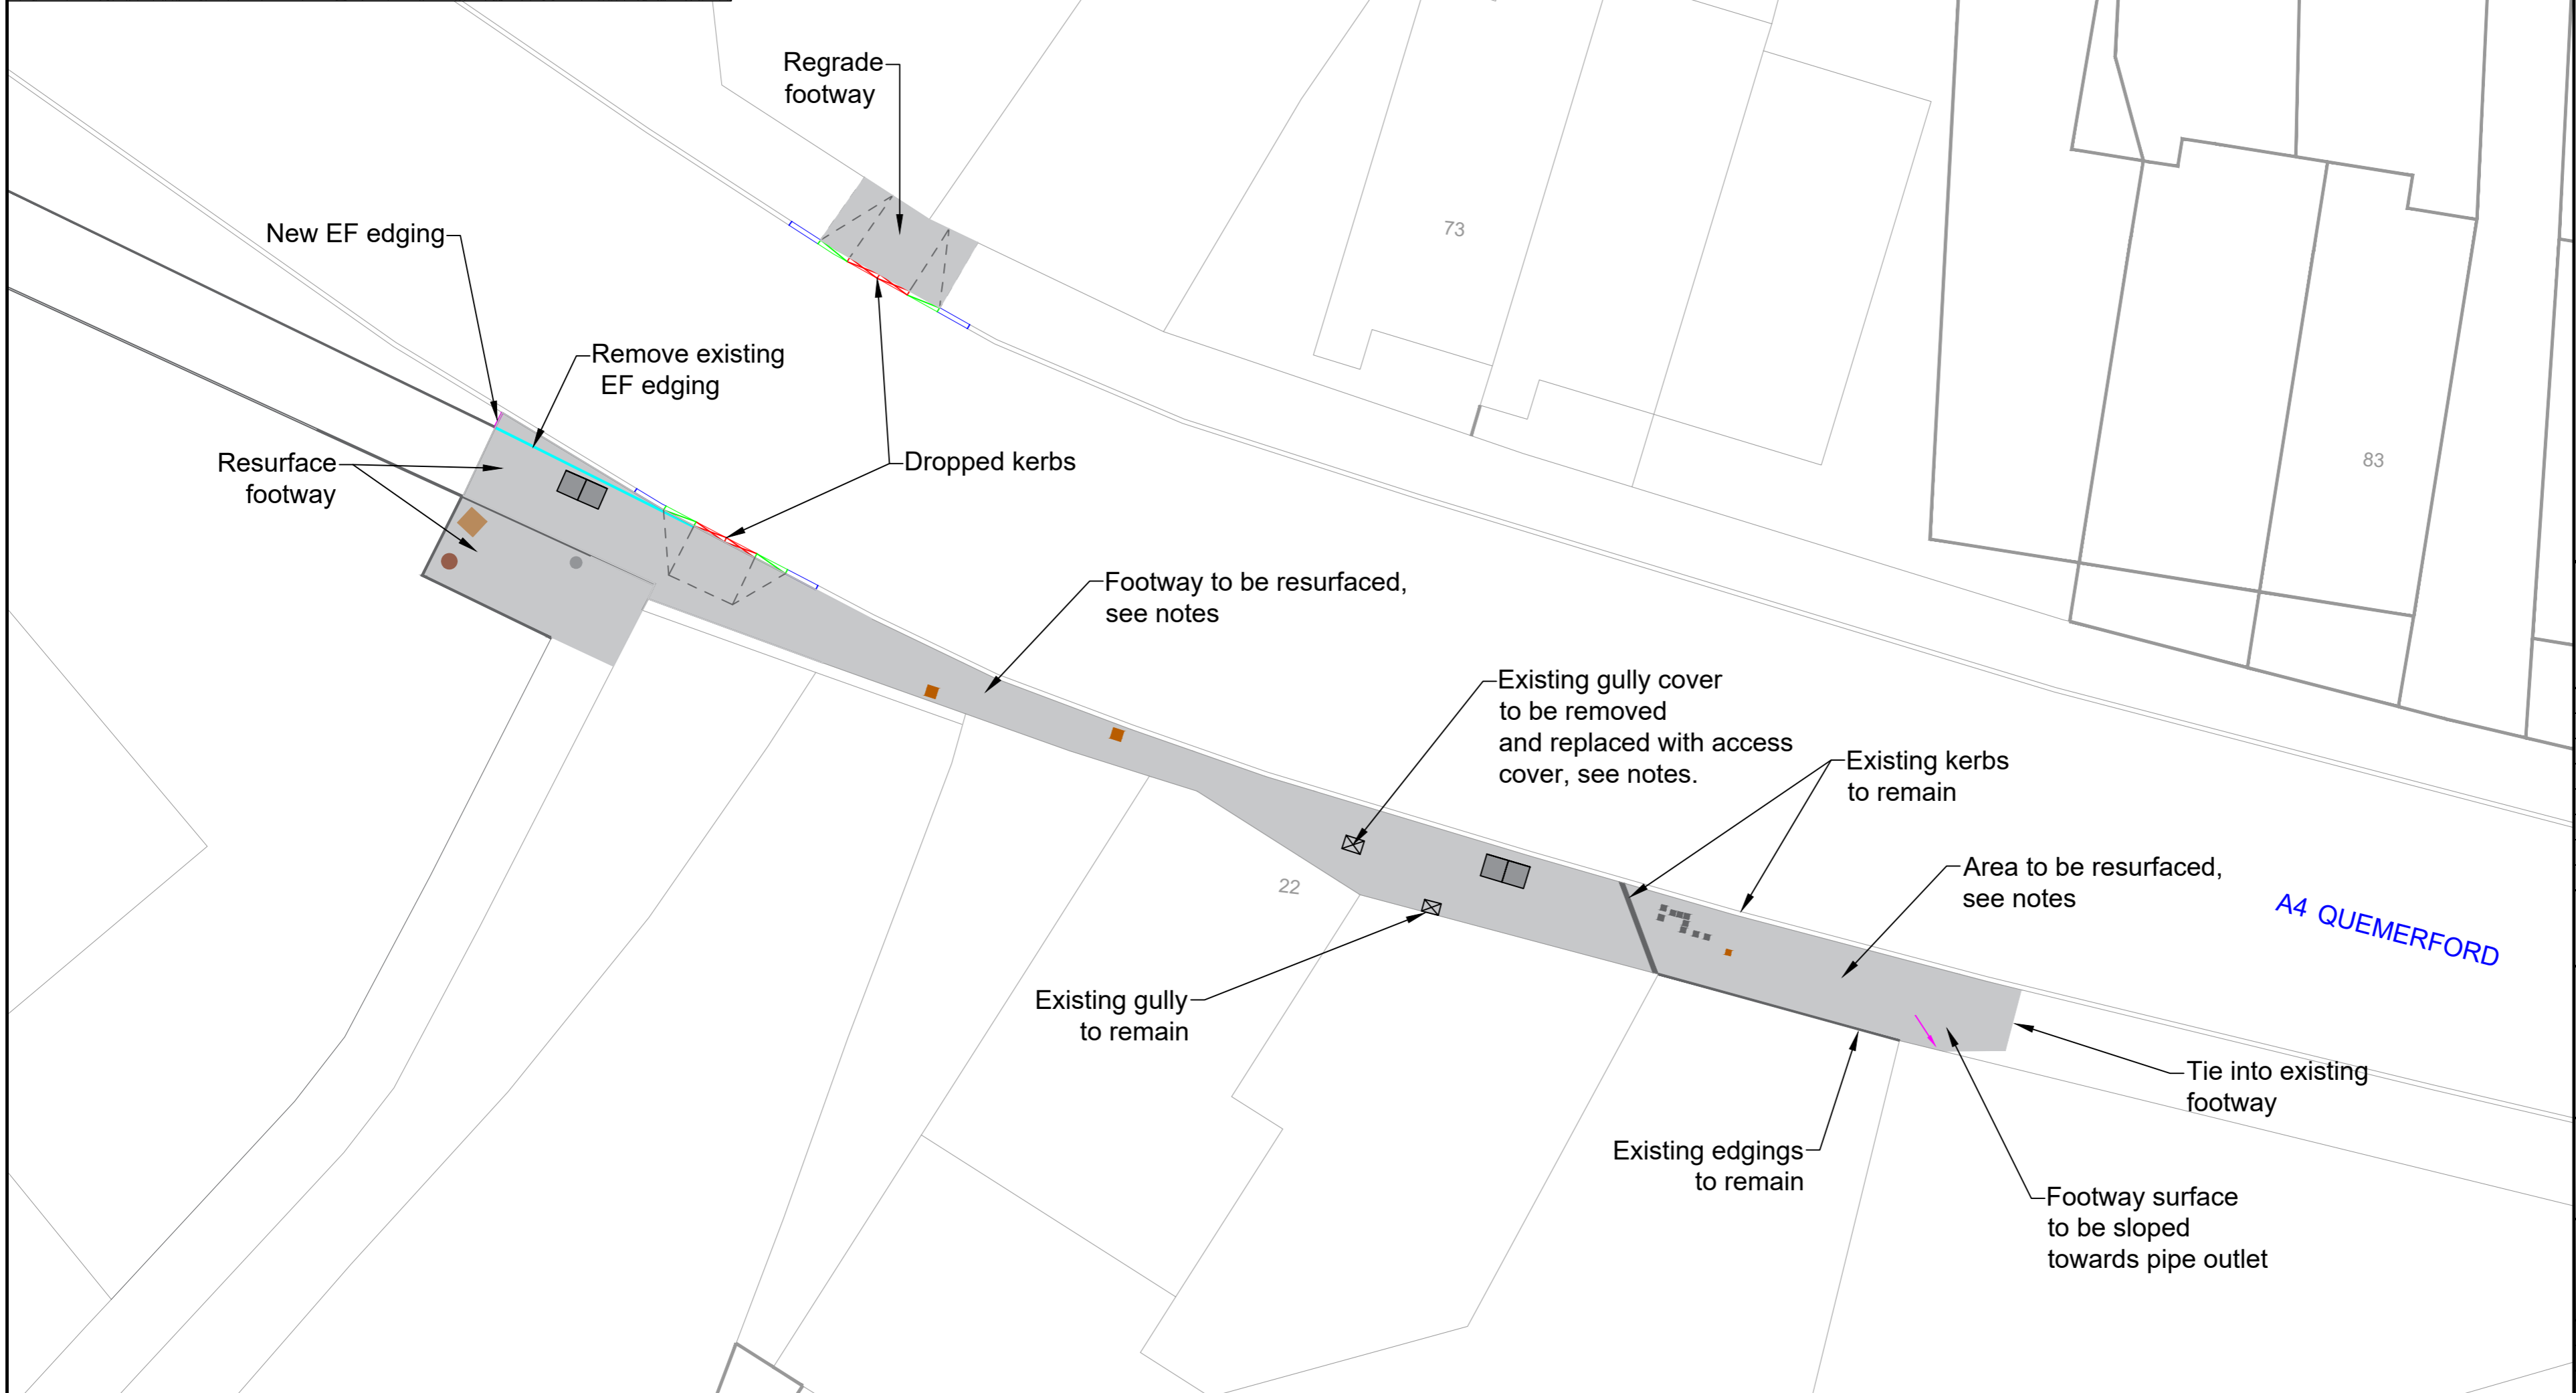 Regrade
footway
73
New EF edging
Remove existing
EF edging
Resurface
footway
Dropped kerbs
83
Footway to be resurfaced,
see notes
Existing gully cover
to be removed
and replaced with access
cover, see notes.
Existing kerbs
to remain
22
Area to be resurfaced,
see notes
A4 QUEMERFORD
Existing gully
to remain
Tie into existing
footway
Existing edgings
to remain
Footway surface
to be sloped
towards pipe outlet